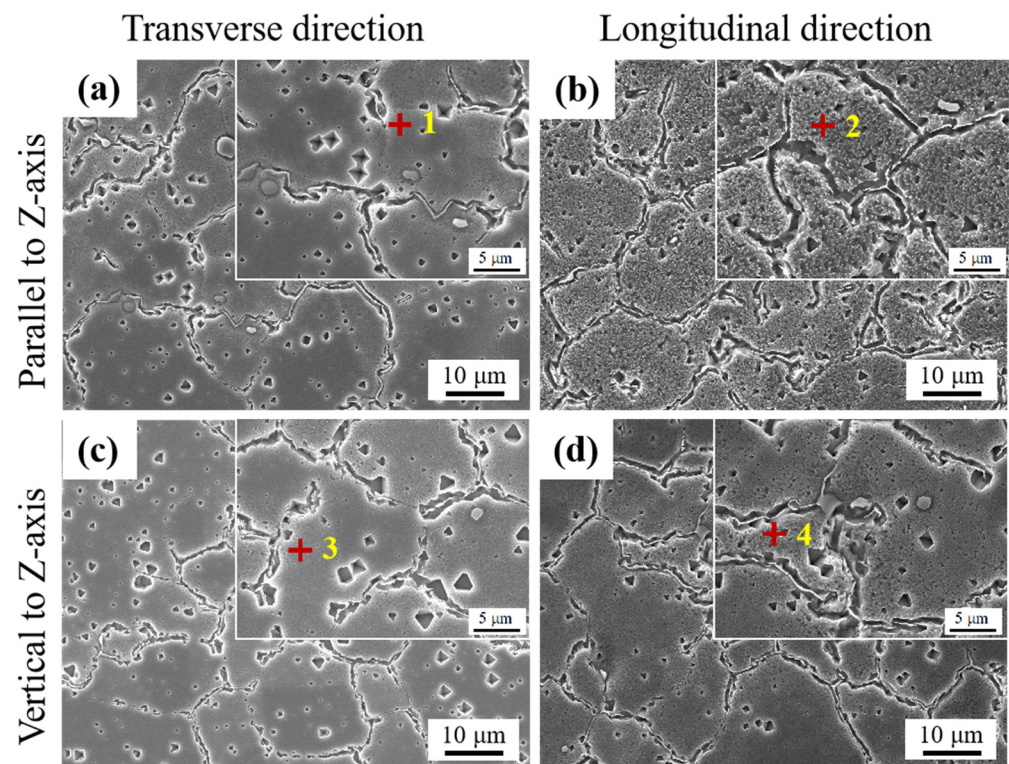 Transverse direction
Longitudinal direction
Parallel to Z-axis
(a)
1
5 μm
10 μm
(b)
2
5 μm
10 μm
Vertical to Z-axis
(c)
3
5 μm
10 μm
(d)
4
5 μm
10 μm